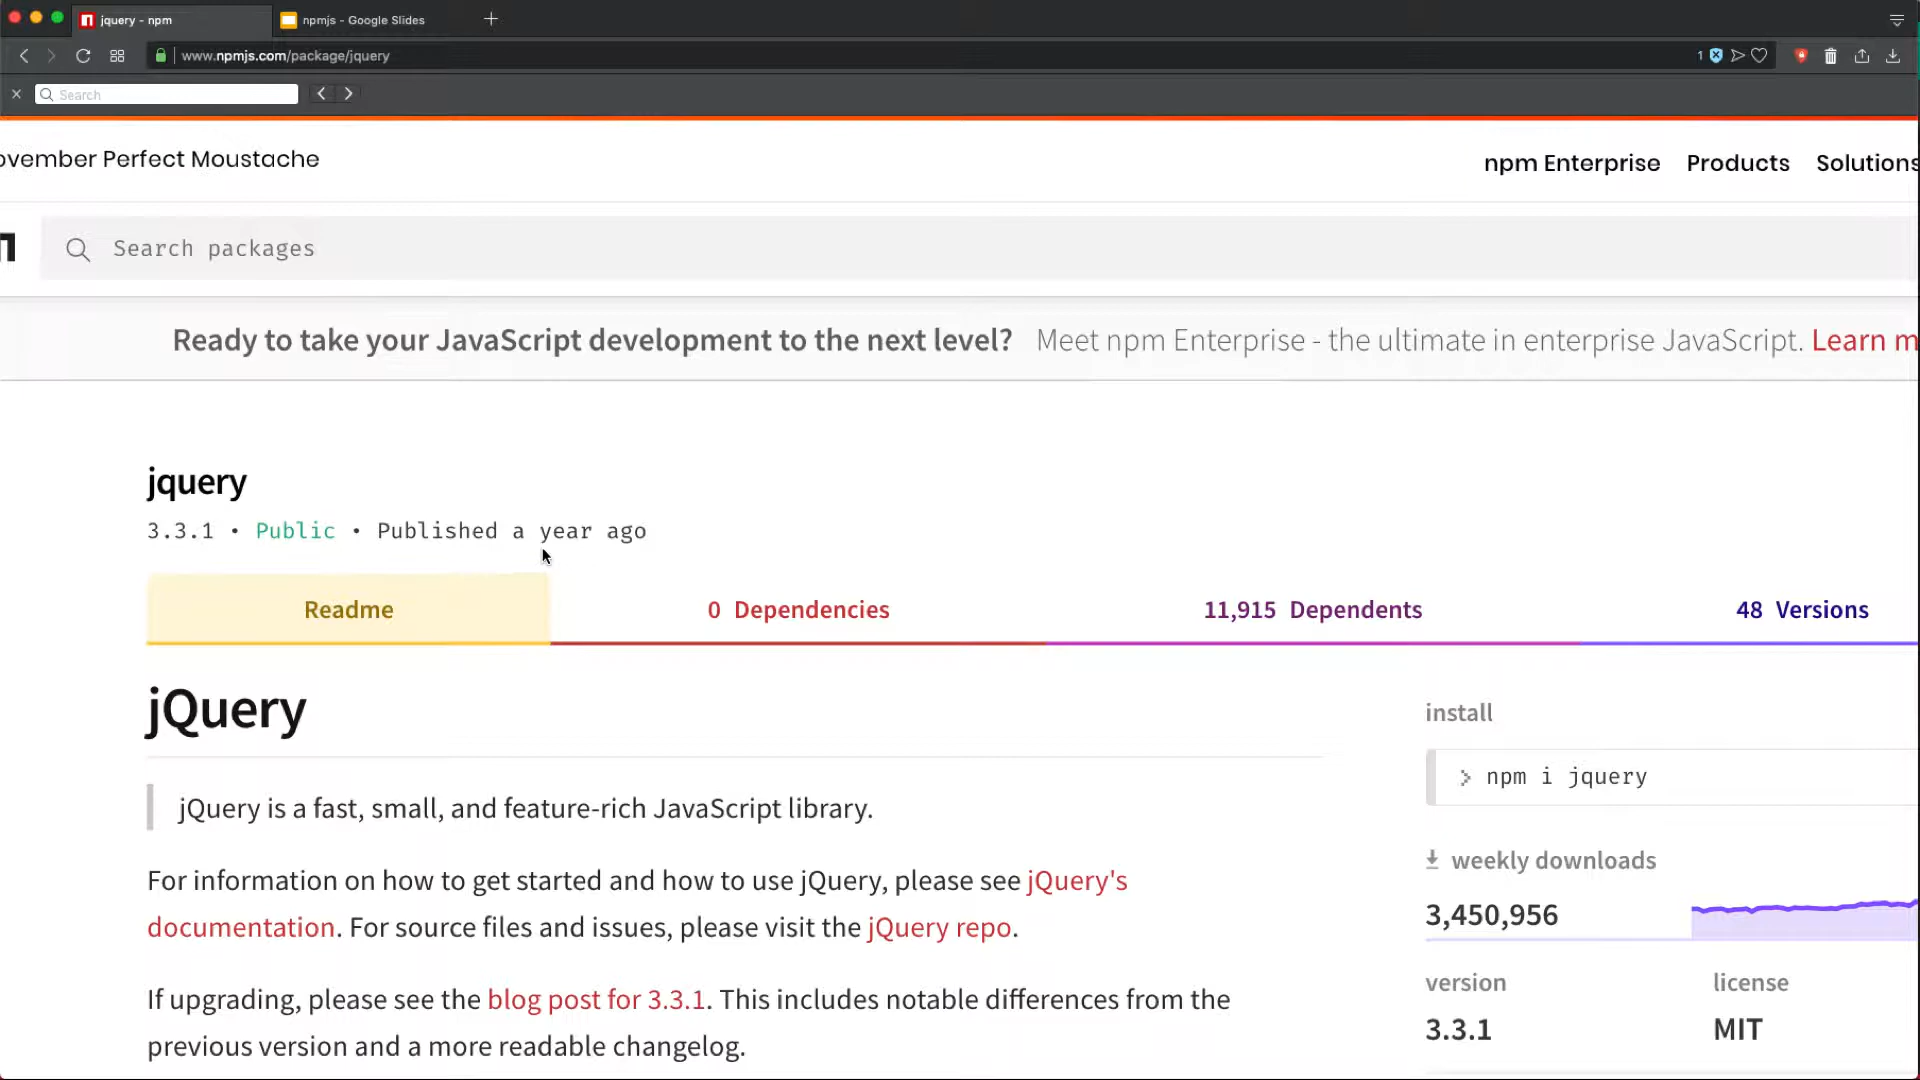 jquery - npm
npmjs - Google Slides
www.npmjs.com/package/jquery
1
Search
ovember Perfect Moustache
npm Enterprise
Products
Solutions
Search packages
Ready to take your JavaScript development to the next level? Meet npm Enterprise - the ultimate in enterprise JavaScript. Learn m
jquery
3.3.1 • Public • Published a year ago
Readme
0 Dependencies
11,915 Dependents
48 Versions
jQuery
jQuery is a fast, small, and feature-rich JavaScript library.
For information on how to get started and how to use jQuery, please see jQuery's
documentation. For source files and issues, please visit the jQuery repo.
If upgrading, please see the blog post for 3.3.1. This includes notable differences from the
previous version and a more readable changelog.
install
> npm i jquery
weekly downloads
3,450,956
version
license
3.3.1
MIT